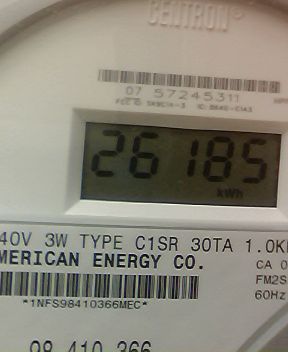 CENTRON®
07 57245311
26185
kWh
40V 3W TYPE C1SR 30TA 1.0K
MERICAN ENERGY CO.
CA 0
FM2S
60Hz
*1NFS98410366MEC*
98 410 366